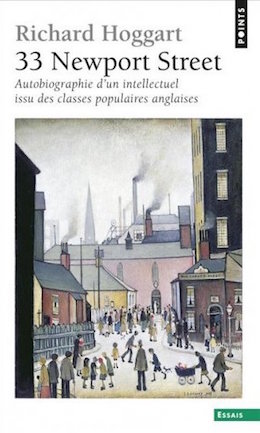 Richard Hoggart
POINTS
33 Newport Street
Autobiographie d'un intellectuel
issu des classes populaires anglaises
ESSAIS